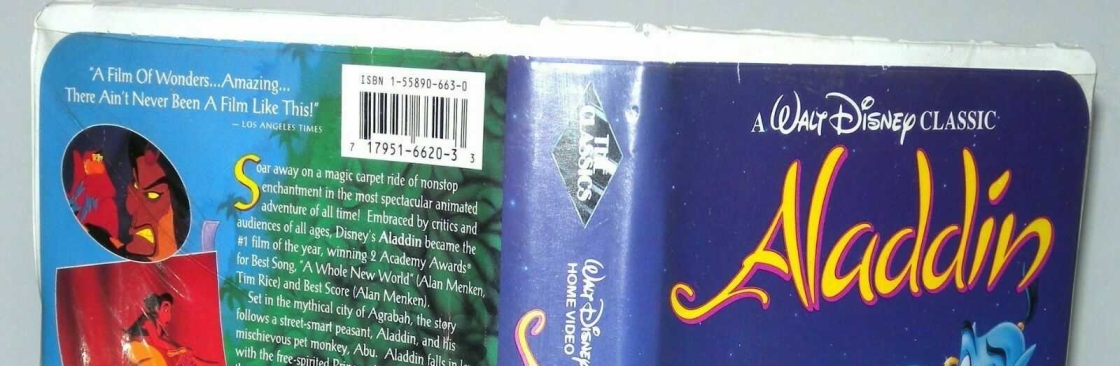 "A Film Of Wonders...Amazing...
There Ain't Never Been A Film Like This!"
— LOS ANGELES TIMES
ISBN 1-55890-663-0
7 17951-6620-3 3
Soar away on a magic carpet ride of nonstop
enchantment in the most spectacular animated
adventure of all time! Embraced by critics and
audiences of all ages, Disney's Aladdin became the
#1 film of the year, winning 2 Academy Awards®
for Best Song, "A Whole New World" (Alan Menken,
Tim Rice) and Best Score (Alan Menken).
Set in the mythical city of Agrabah, the story
follows a street-smart peasant, Aladdin, and his
mischievous pet monkey, Abu. Aladdin falls in
with the free-spirited
THE
CLASSICS
WALT DISNEY
HOME VIDEO
A WALT DISNEY CLASSIC
Aladdin